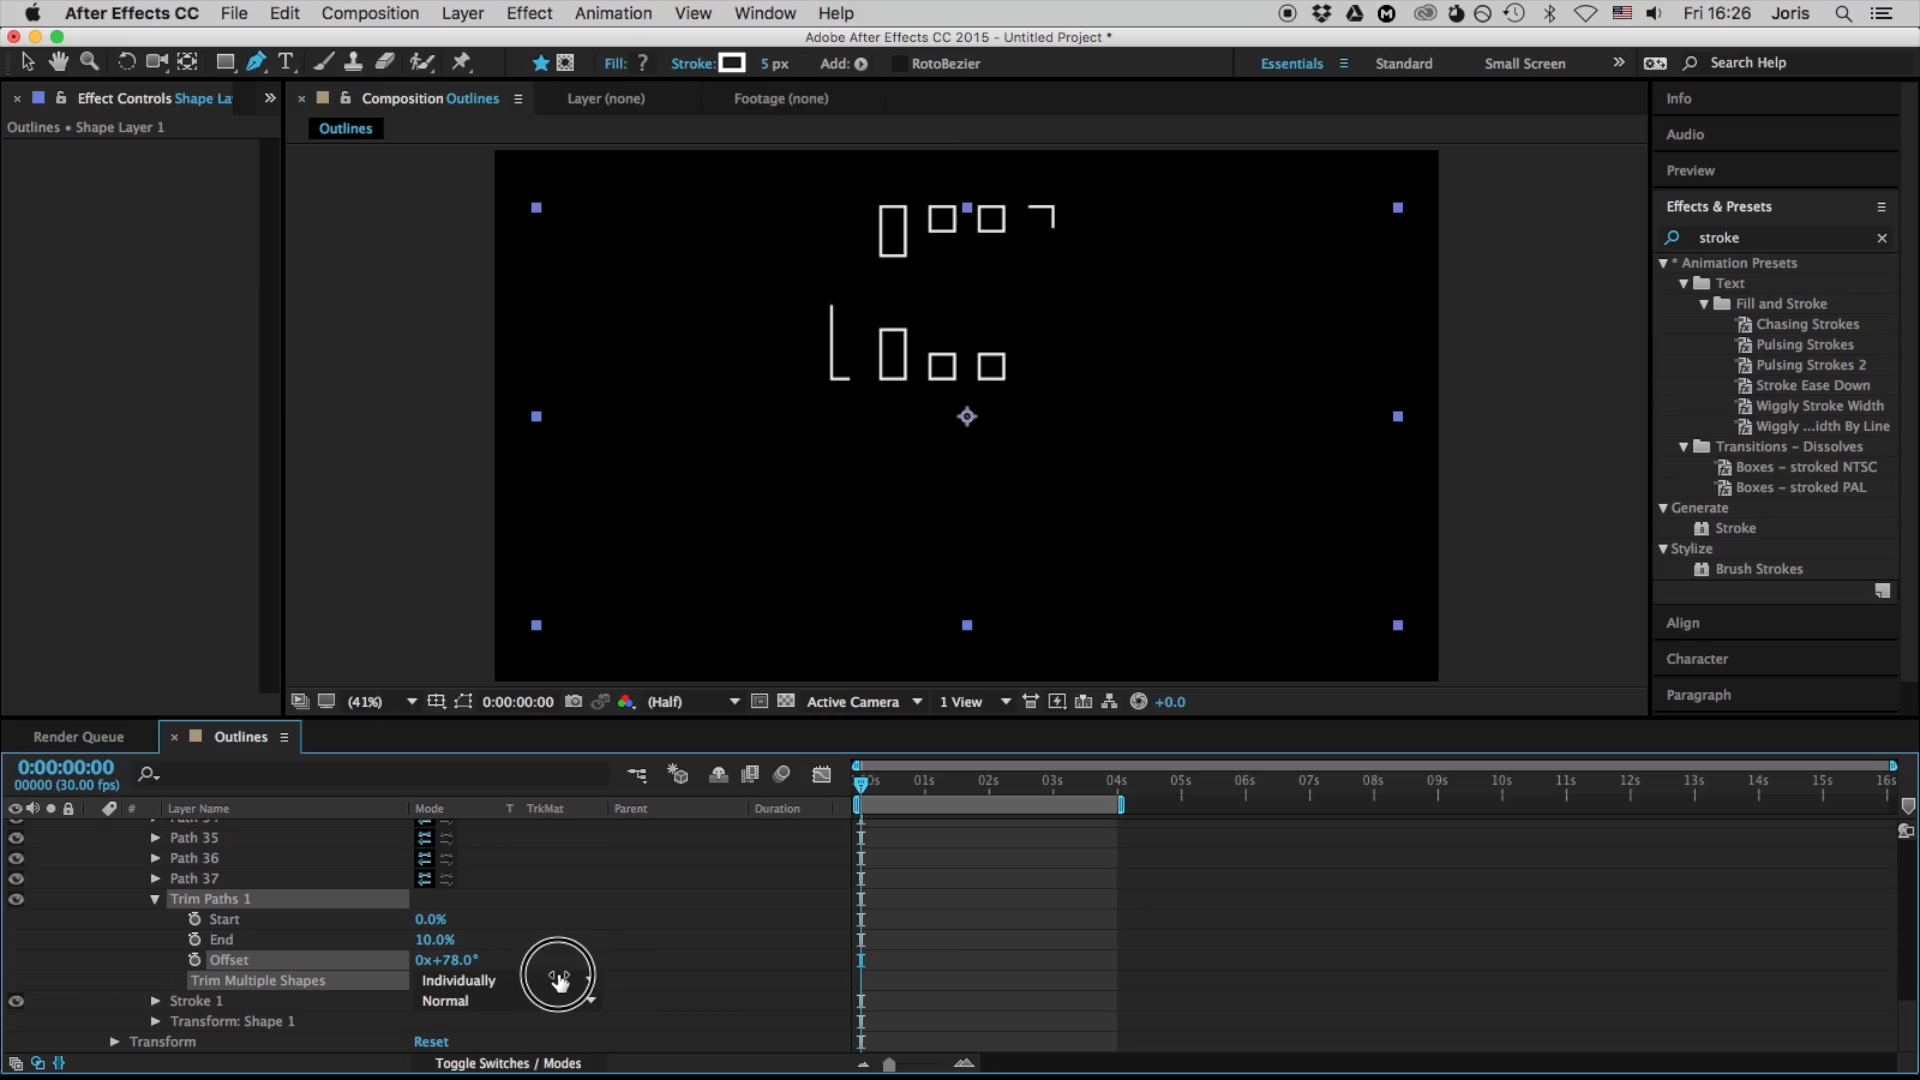 After Effects CC File Edit Composition Layer Effect Animation View Window Help Fri 16:26 Joris
Adobe After Effects CC 2015 - Untitled Project *
Fill: ? Stroke: 5 px Add: RotoBezier Essentials Standard Small Screen Search Help
Effect Controls Shape La
Composition Outlines Layer (none) Footage (none)
Outlines • Shape Layer 1
Outlines
Info
Audio
Preview
Effects & Presets
stroke
* Animation Presets
Text
Fill and Stroke
Chasing Strokes
Pulsing Strokes
Pulsing Strokes 2
Stroke Ease Down
Wiggly Stroke Width
Wiggly ...idth By Line
Transitions – Dissolves
Boxes – stroked NTSC
Boxes – stroked PAL
Generate
Stroke
Stylize
Brush Strokes
Align
Character
Paragraph
(41%) 0:00:00:00 (Half) Active Camera 1 View +0.0
Render Queue Outlines
0:00:00:00
00000 (30.00 fps)
01s 02s 03s 04s 05s 06s 07s 08s 09s 10s 11s 12s 13s 14s 15s 16s
# Layer Name Mode T TrkMat Parent Duration
Path 35
Path 36
Path 37
Trim Paths 1
Start 0.0%
End 10.0%
Offset 0x+78.0°
Trim Multiple Shapes Individually
Stroke 1 Normal
Transform: Shape 1
Transform Reset
Toggle Switches / Modes